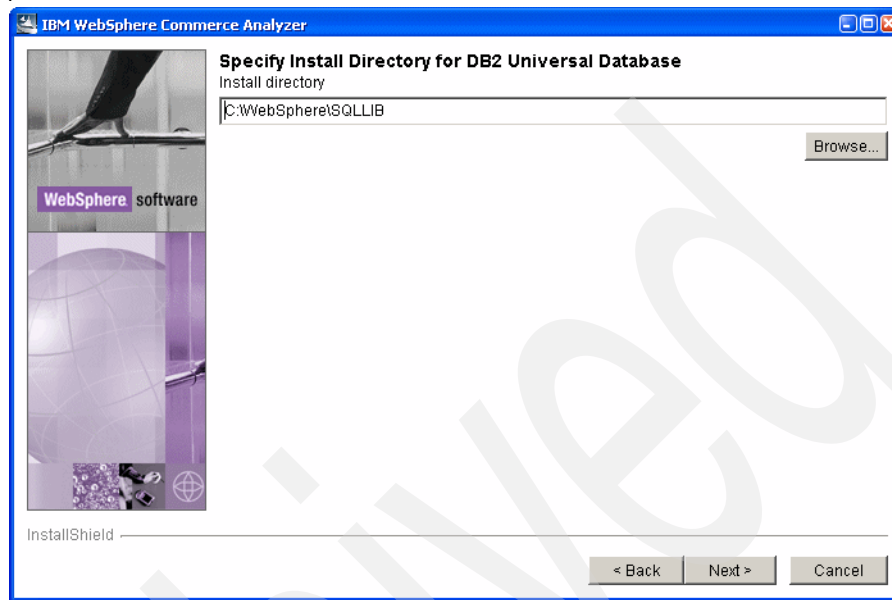 IBM WebSphere Commerce Analyzer
Specify Install Directory for DB2 Universal Database
Install directory
C:\WebSphere\SQLLIB
Browse...
WebSphere software
InstallShield
< Back Next > Cancel